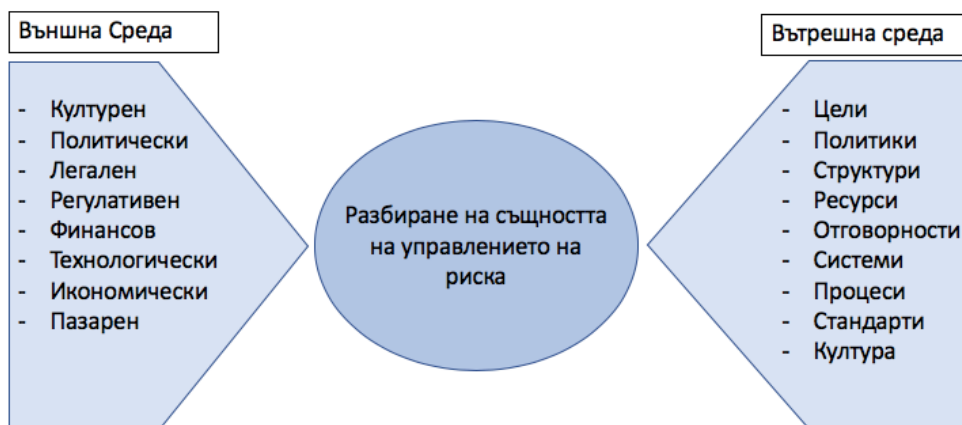 Външна Среда
- Културен
- Политически
- Легален
- Регулативен
- Финансов
- Технологически
- Икономически
- Пазарен
Разбиране на същността
на управлението на
риска
Вътрешна среда
- Цели
- Политики
- Структури
- Ресурси
- Отговорности
- Системи
- Процеси
- Стандарти
- Култура